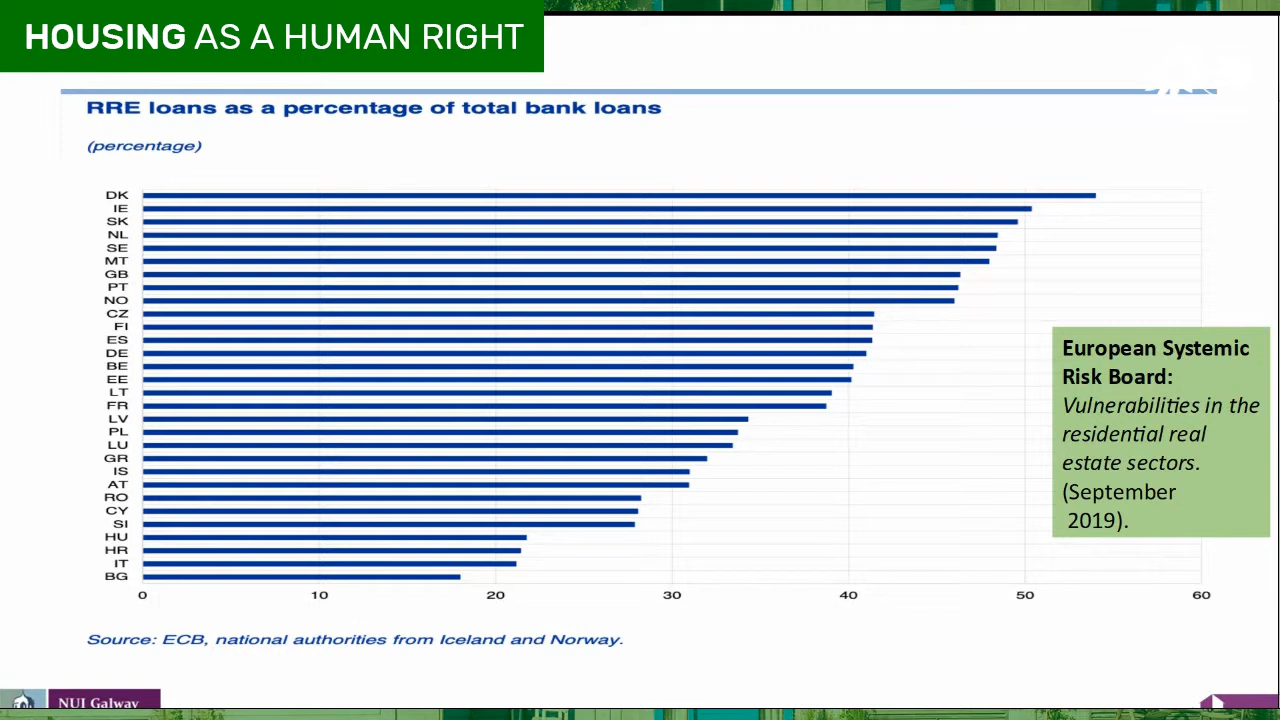 HOUSING AS A HUMAN RIGHT
RRE loans as a percentage of total bank loans
(percentage)
DK
IE
SK
NL
SE
MT
GB
PT
NO
CZ
FI
ES
DE
BE
EE
LT
FR
LV
PL
LU
GR
IS
AT
RO
CY
SI
HU
HR
IT
BG
0 10 20 30 40 50 60
European Systemic
Risk Board:
Vulnerabilities in the
residential real
estate sectors.
(September
2019).
Source: ECB, national authorities from Iceland and Norway.
NUI Galway